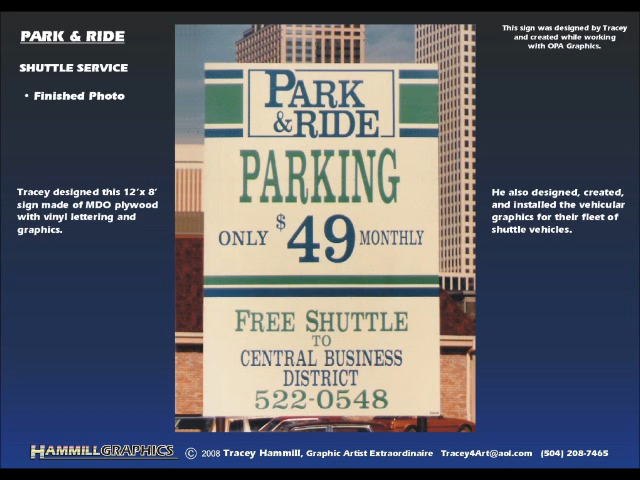 PARK & RIDE
SHUTTLE SERVICE
• Finished Photo
Tracey designed this 12'x 8'
sign made of MDO plywood
with vinyl lettering and
graphics.
PARK
&RIDE
PARKING
ONLY $49 MONTHLY
FREE SHUTTLE
TO
CENTRAL BUSINESS
DISTRICT
522-0548
This sign was designed by Tracey
and created while working
with OPA Graphics.
He also designed, created,
and installed the vehicular
graphics for their fleet of
shuttle vehicles.
HAMMILLGRAPHICS © 2008 Tracey Hammill, Graphic Artist Extraordinaire Tracey4Art@aol.com (504) 208-7465